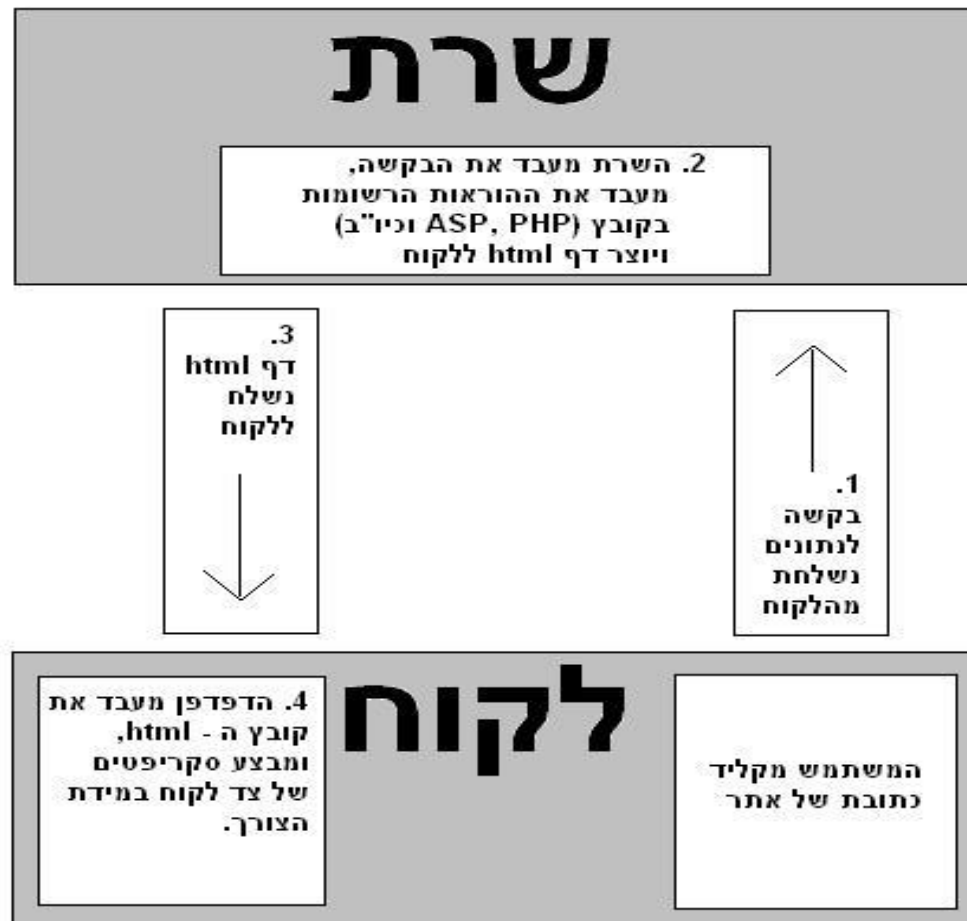 שרת
2. השרת מעבד את הבקשה,
מעבד את ההוראות הרשומות
בקובץ (ASP, PHP וכיו"ב)
ויוצר דף html ללקוח
1.
בקשה
לנתונים
נשלחת
מהלקוח
3.
דף html
נשלח
ללקוח
לקוח
המשתמש מקליד
כתובת של אתר
4. הדפדפן מעבד את
קובץ ה - html,
ומבצע סקריפטים
של צד לקוח במידת
הצורך.